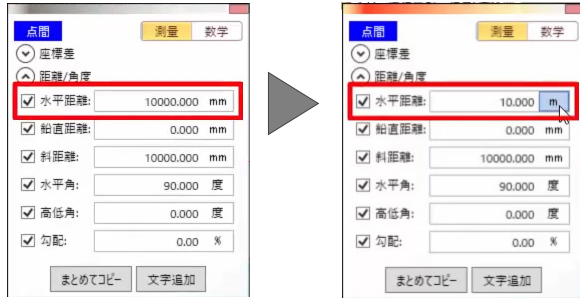 点間 測量 数学
座標差
距離/角度
水平距離: 10000.000 mm
鉛直距離: 0.000 mm
斜距離: 10000.000 mm
水平角: 90.000 度
高低角: 0.000 度
勾配: 0.00 %
まとめてコピー 文字追加
点間 測量 数学
座標差
距離/角度
水平距離: 10.000 m
鉛直距離: 0.000 mm
斜距離: 10000.000 mm
水平角: 90.000 度
高低角: 0.000 度
勾配: 0.00 %
まとめてコピー 文字追加